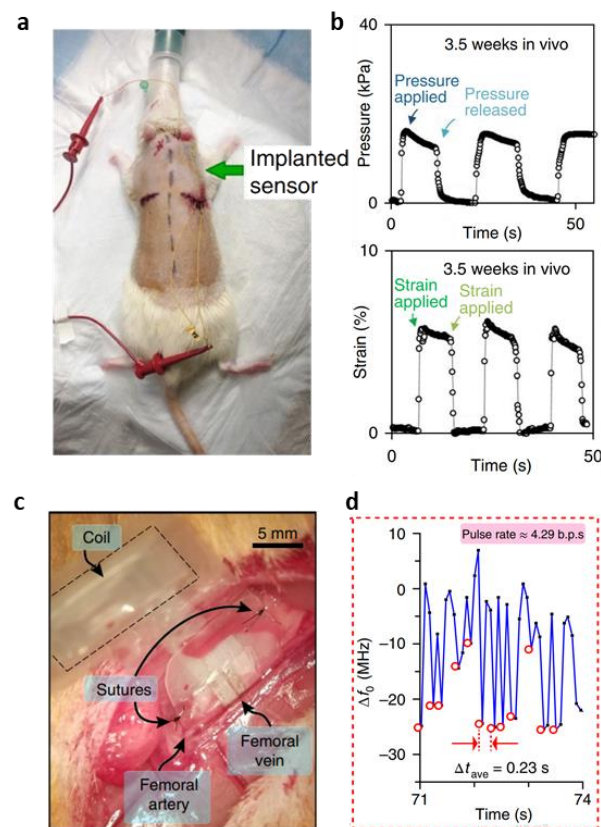 a
Implanted
sensor
b
3.5 weeks in vivo
40
Pressure
applied
Pressure
released
Pressure (kPa)
0
0
50
Time (s)
10
3.5 weeks in vivo
Strain
applied
Strain
applied
Strain (%)
0
0
50
Time (s)
c
Coil
5 mm
Sutures
Femoral
vein
Femoral
artery
d
Pulse rate ≈ 4.29 b.p.s
10
0
−10
−20
−30
−35
Δf₀ (MHz)
Δtave = 0.23 s
71
74
Time (s)